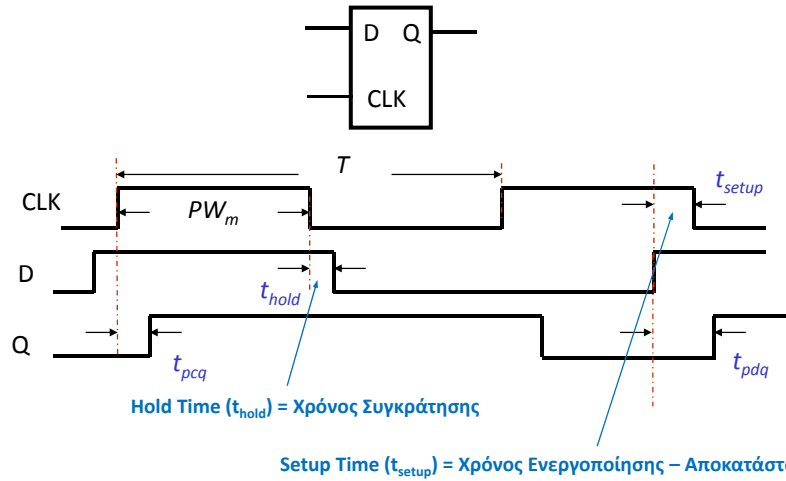 D Q
CLK
T
CLK
PWm
tsetup
D
thold
Q
tpcq
tpdq
Hold Time (thold) = Χρόνος Συγκράτησης
Setup Time (tsetup) = Χρόνος Ενεργοποίησης – Αποκατάστ